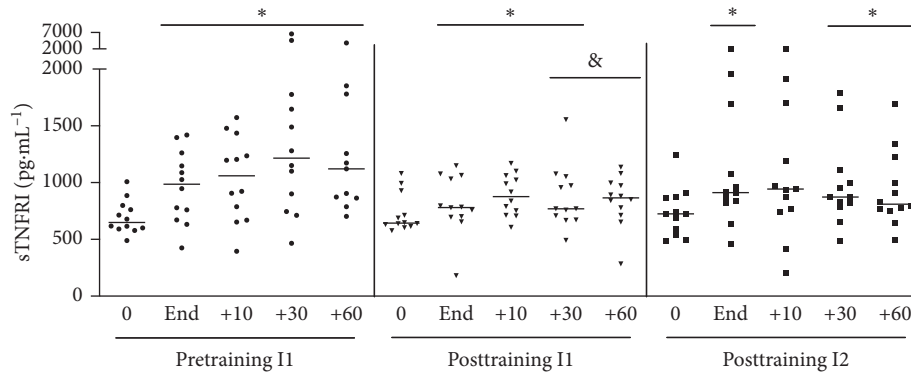 * * * *
7000
2000
2000
&
1500
1000
500
0
sTNFRI (pg·mL⁻¹)
0 End +10 +30 +60 0 End +10 +30 +60 0 End +10 +30 +60
Pretraining I1 Posttraining I1 Posttraining I2